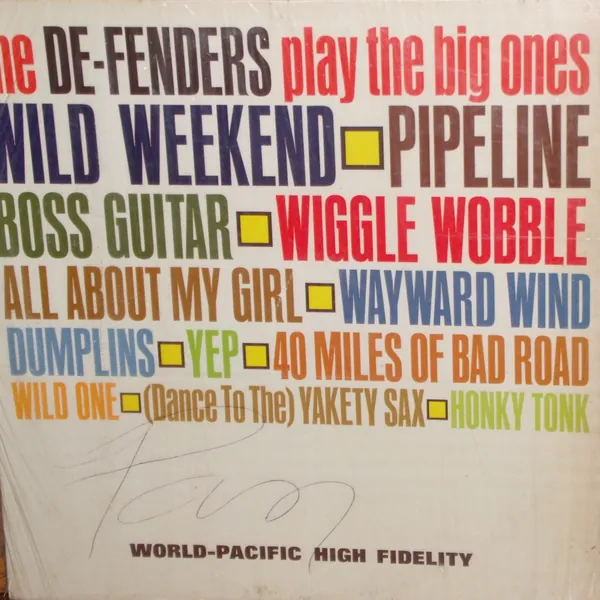 he DE-FENDERS play the big ones
WILD WEEKEND PIPELINE
BOSS GUITAR WIGGLE WOBBLE
ALL ABOUT MY GIRL WAYWARD WIND
DUMPLINS YEP 40 MILES OF BAD ROAD
WILD ONE (Dance To The) YAKETY SAX HONKY TONK
Pam
WORLD-PACIFIC HIGH FIDELITY